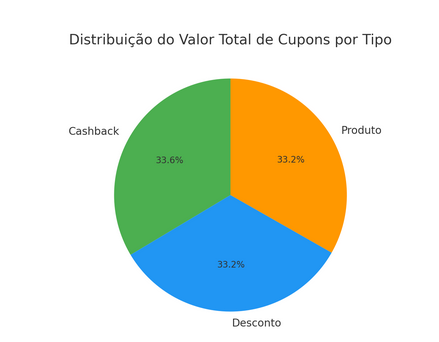 Distribuição do Valor Total de Cupons por Tipo
Cashback
Produto
33.6%
33.2%
33.2%
Desconto